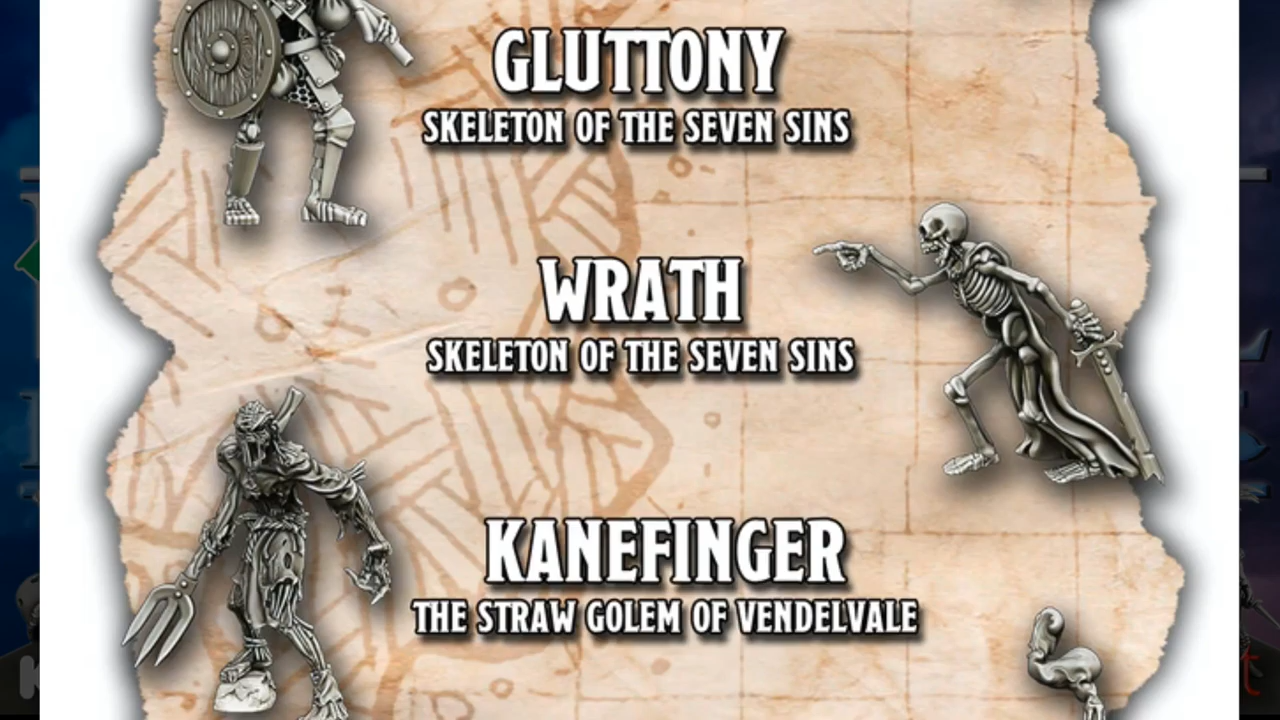 GLUTTONY
SKELETON OF THE SEVEN SINS
WRATH
SKELETON OF THE SEVEN SINS
KANEFINGER
THE STRAW GOLEM OF VENDELVALE